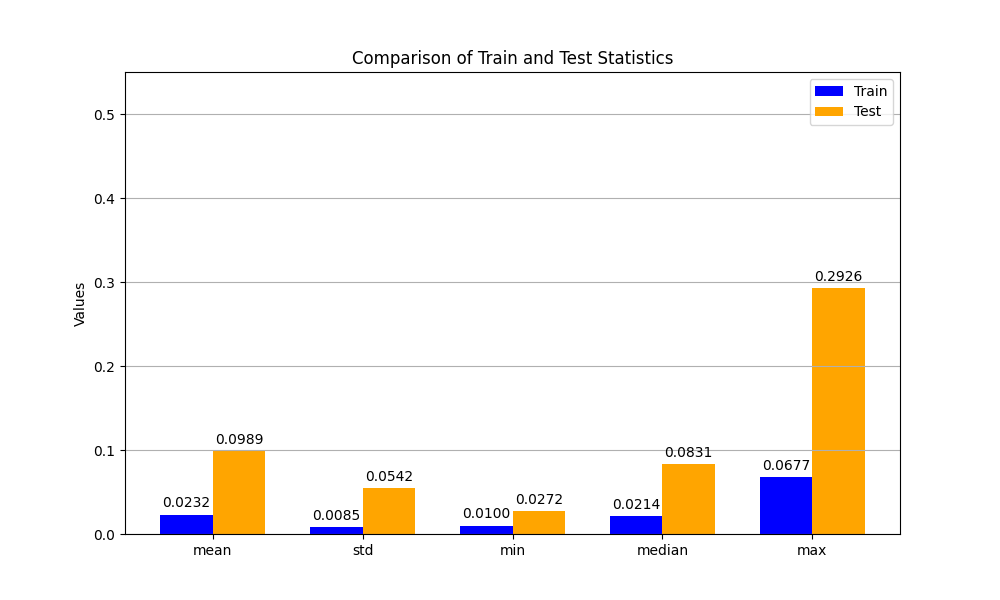 Comparison of Train and Test Statistics
Train
Test
Values
0.5
0.4
0.3
0.2
0.1
0.0
0.0232
0.0989
0.0085
0.0542
0.0100
0.0272
0.0214
0.0831
0.0677
0.2926
mean
std
min
median
max